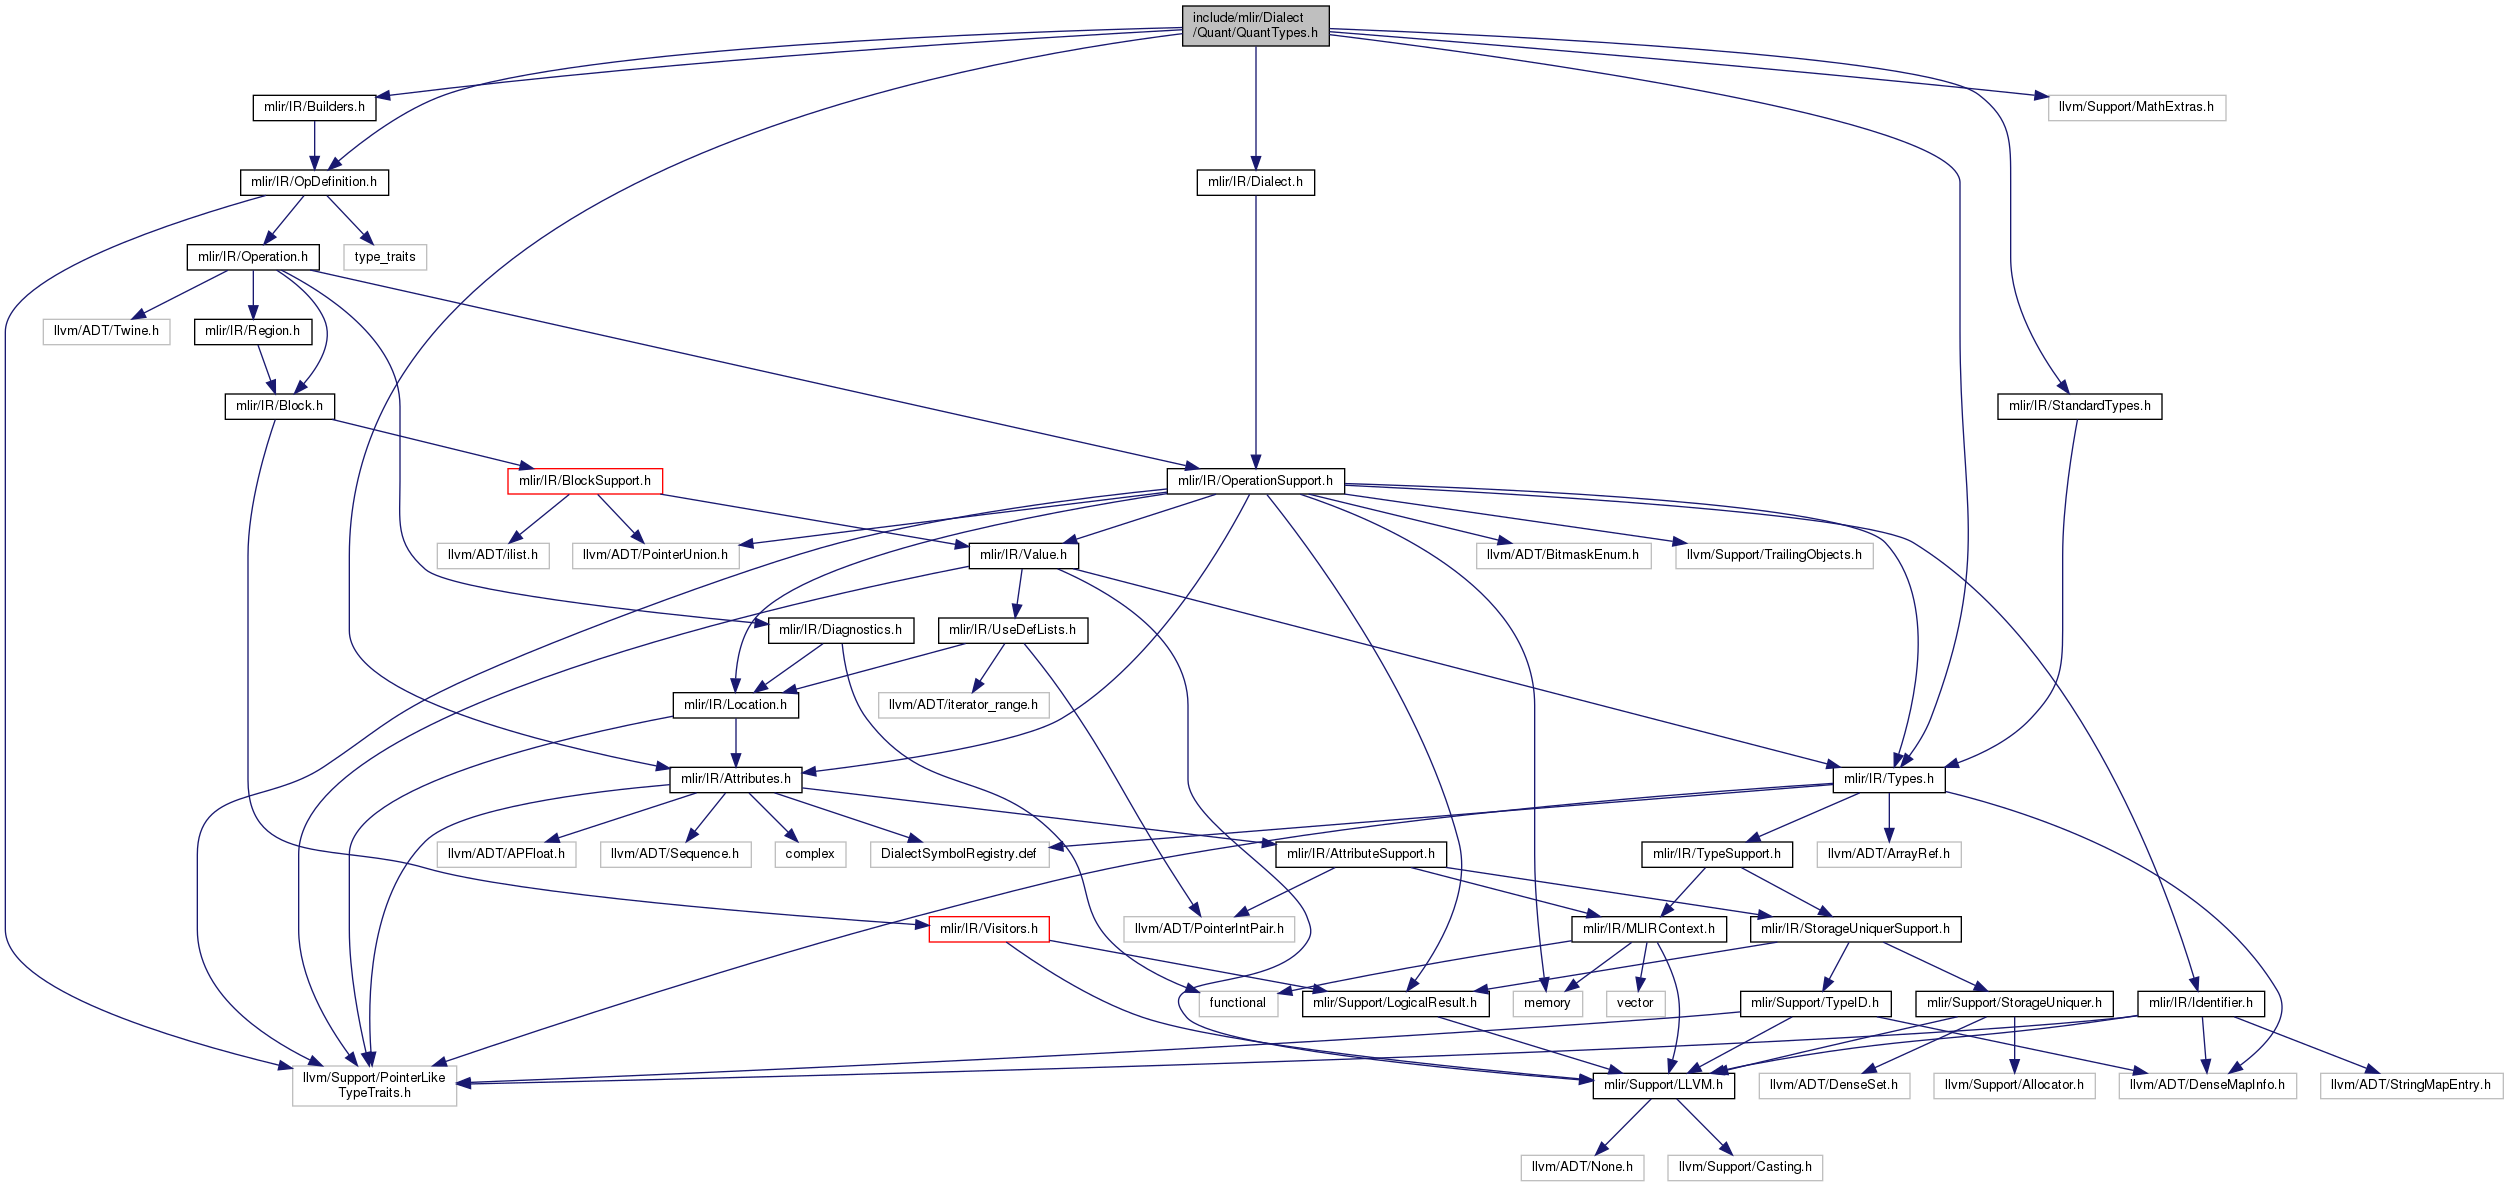 include/mlir/Dialect
/Quant/QuantTypes.h
mlir/IR/Builders.h
llvm/Support/MathExtras.h
mlir/IR/OpDefinition.h
mlir/IR/Dialect.h
mlir/IR/Operation.h
type_traits
llvm/ADT/Twine.h
mlir/IR/Region.h
mlir/IR/Block.h
mlir/IR/StandardTypes.h
mlir/IR/BlockSupport.h
mlir/IR/OperationSupport.h
llvm/ADT/ilist.h
llvm/ADT/PointerUnion.h
mlir/IR/Value.h
llvm/ADT/BitmaskEnum.h
llvm/Support/TrailingObjects.h
mlir/IR/Diagnostics.h
mlir/IR/UseDefLists.h
mlir/IR/Location.h
llvm/ADT/iterator_range.h
mlir/IR/Attributes.h
mlir/IR/Types.h
llvm/ADT/APFloat.h
llvm/ADT/Sequence.h
complex
DialectSymbolRegistry.def
mlir/IR/AttributeSupport.h
mlir/IR/TypeSupport.h
llvm/ADT/ArrayRef.h
mlir/IR/Visitors.h
llvm/ADT/PointerIntPair.h
mlir/IR/MLIRContext.h
mlir/IR/StorageUniquerSupport.h
functional
mlir/Support/LogicalResult.h
memory
vector
mlir/Support/TypeID.h
mlir/Support/StorageUniquer.h
mlir/IR/Identifier.h
llvm/Support/PointerLike
TypeTraits.h
mlir/Support/LLVM.h
llvm/ADT/DenseSet.h
llvm/Support/Allocator.h
llvm/ADT/DenseMapInfo.h
llvm/ADT/StringMapEntry.h
llvm/ADT/None.h
llvm/Support/Casting.h